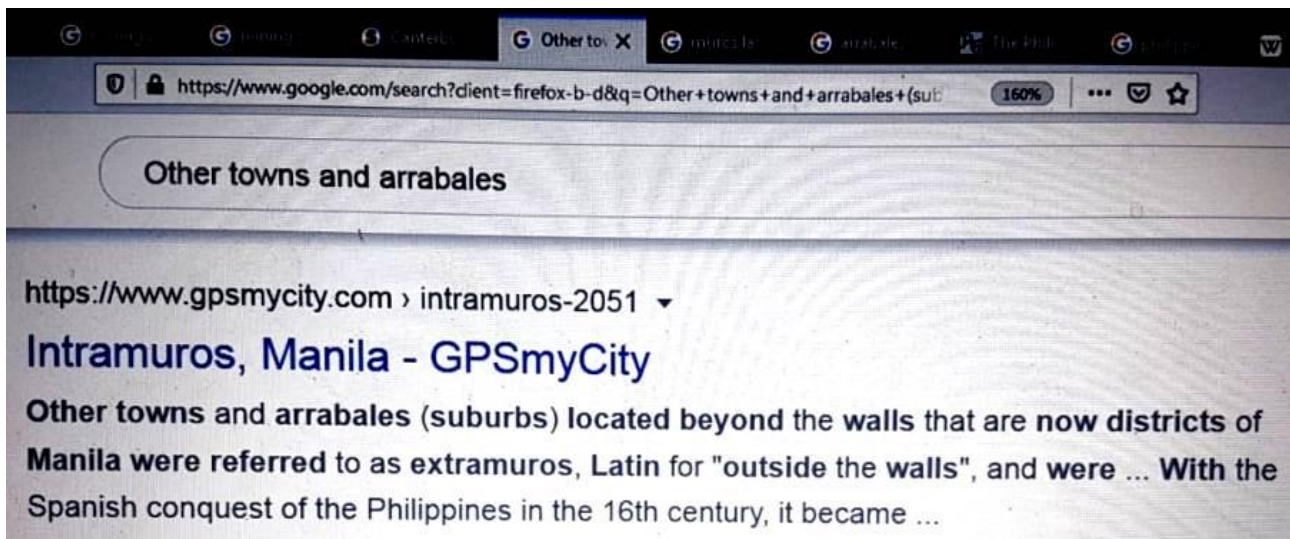 Other to
The Phili
https://www.google.com/search?client=firefox-b-d&q=Other+towns+and+arrabales+(sub
160%
Other towns and arrabales
https://www.gpsmycity.com › intramuros-2051
Intramuros, Manila - GPSmyCity
Other towns and arrabales (suburbs) located beyond the walls that are now districts of
Manila were referred to as extramuros, Latin for "outside the walls", and were ... With the
Spanish conquest of the Philippines in the 16th century, it became ...